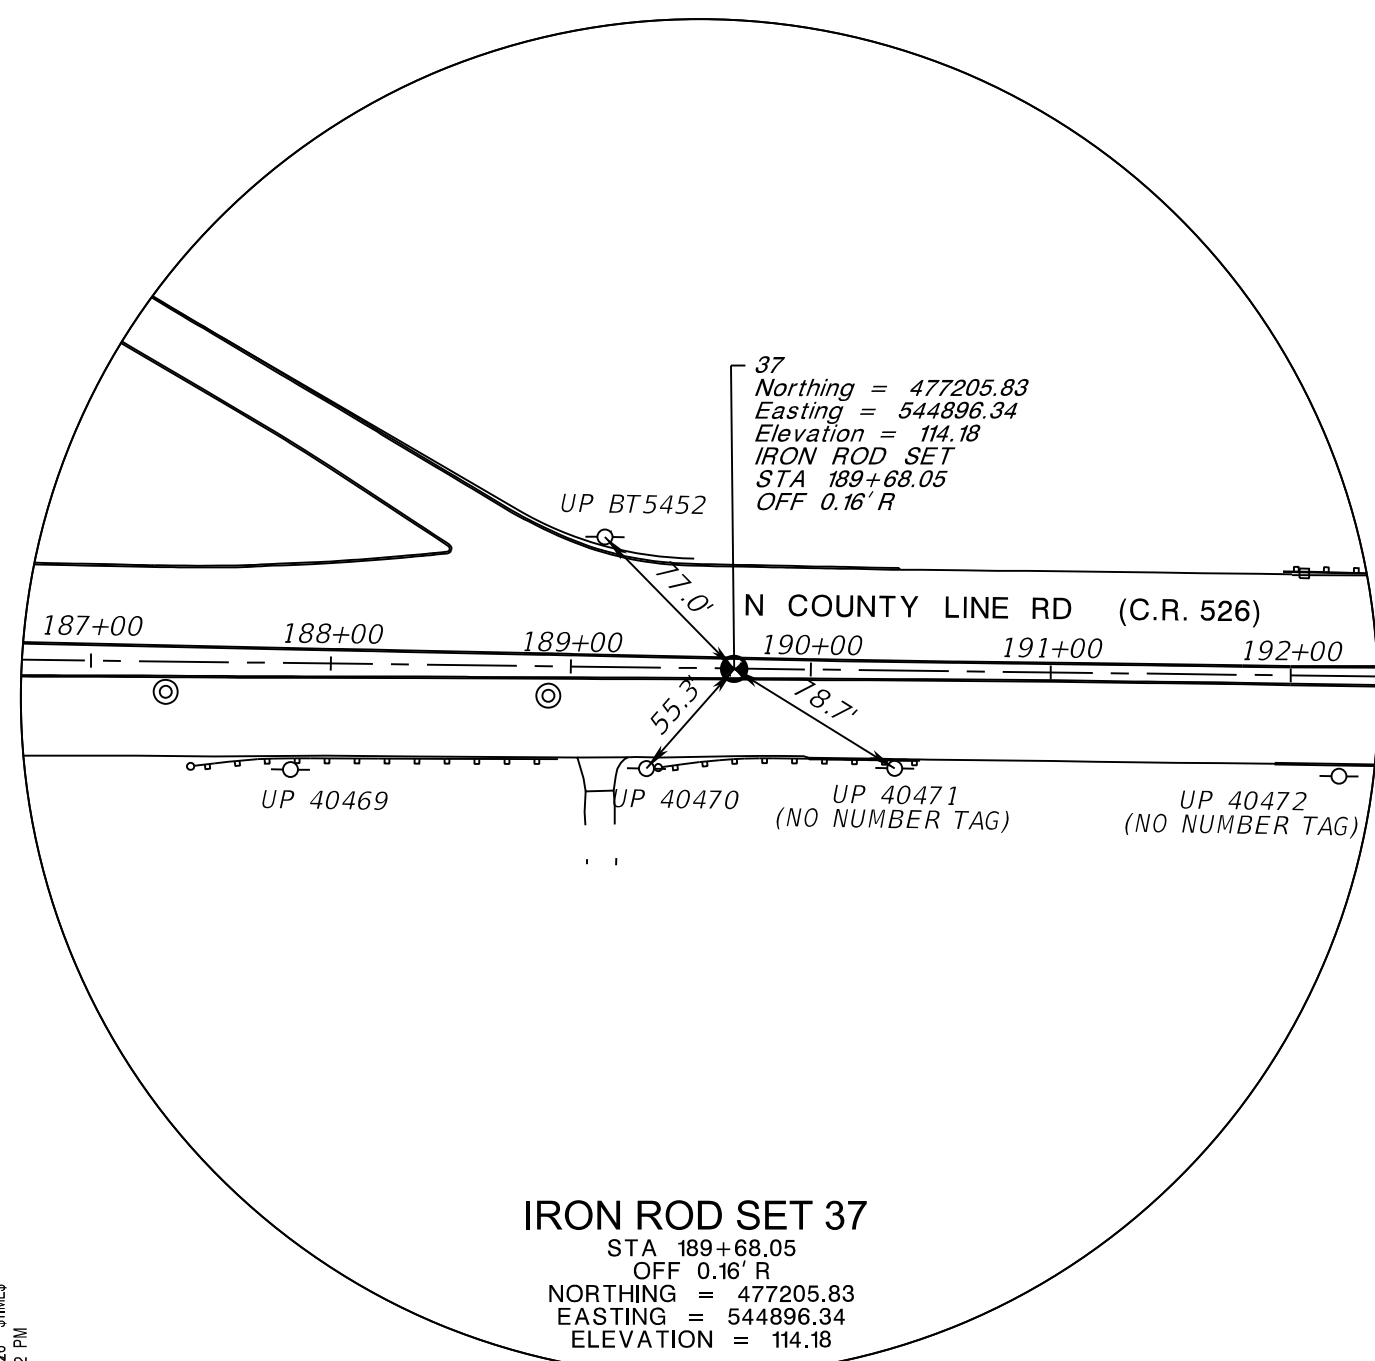 37
Northing = 477205.83
Easting = 544896.34
Elevation = 114.18
IRON ROD SET
STA 189+68.05
OFF 0.16' R
UP BT5452
77.0'
N COUNTY LINE RD (C.R. 526)
187+00
188+00
189+00
190+00
191+00
192+00
55.3'
78.7'
UP 40469
UP 40470
UP 40471
(NO NUMBER TAG)
UP 40472
(NO NUMBER TAG)
IRON ROD SET 37
STA 189+68.05
OFF 0.16' R
NORTHING = 477205.83
EASTING = 544896.34
ELEVATION = 114.18
PM